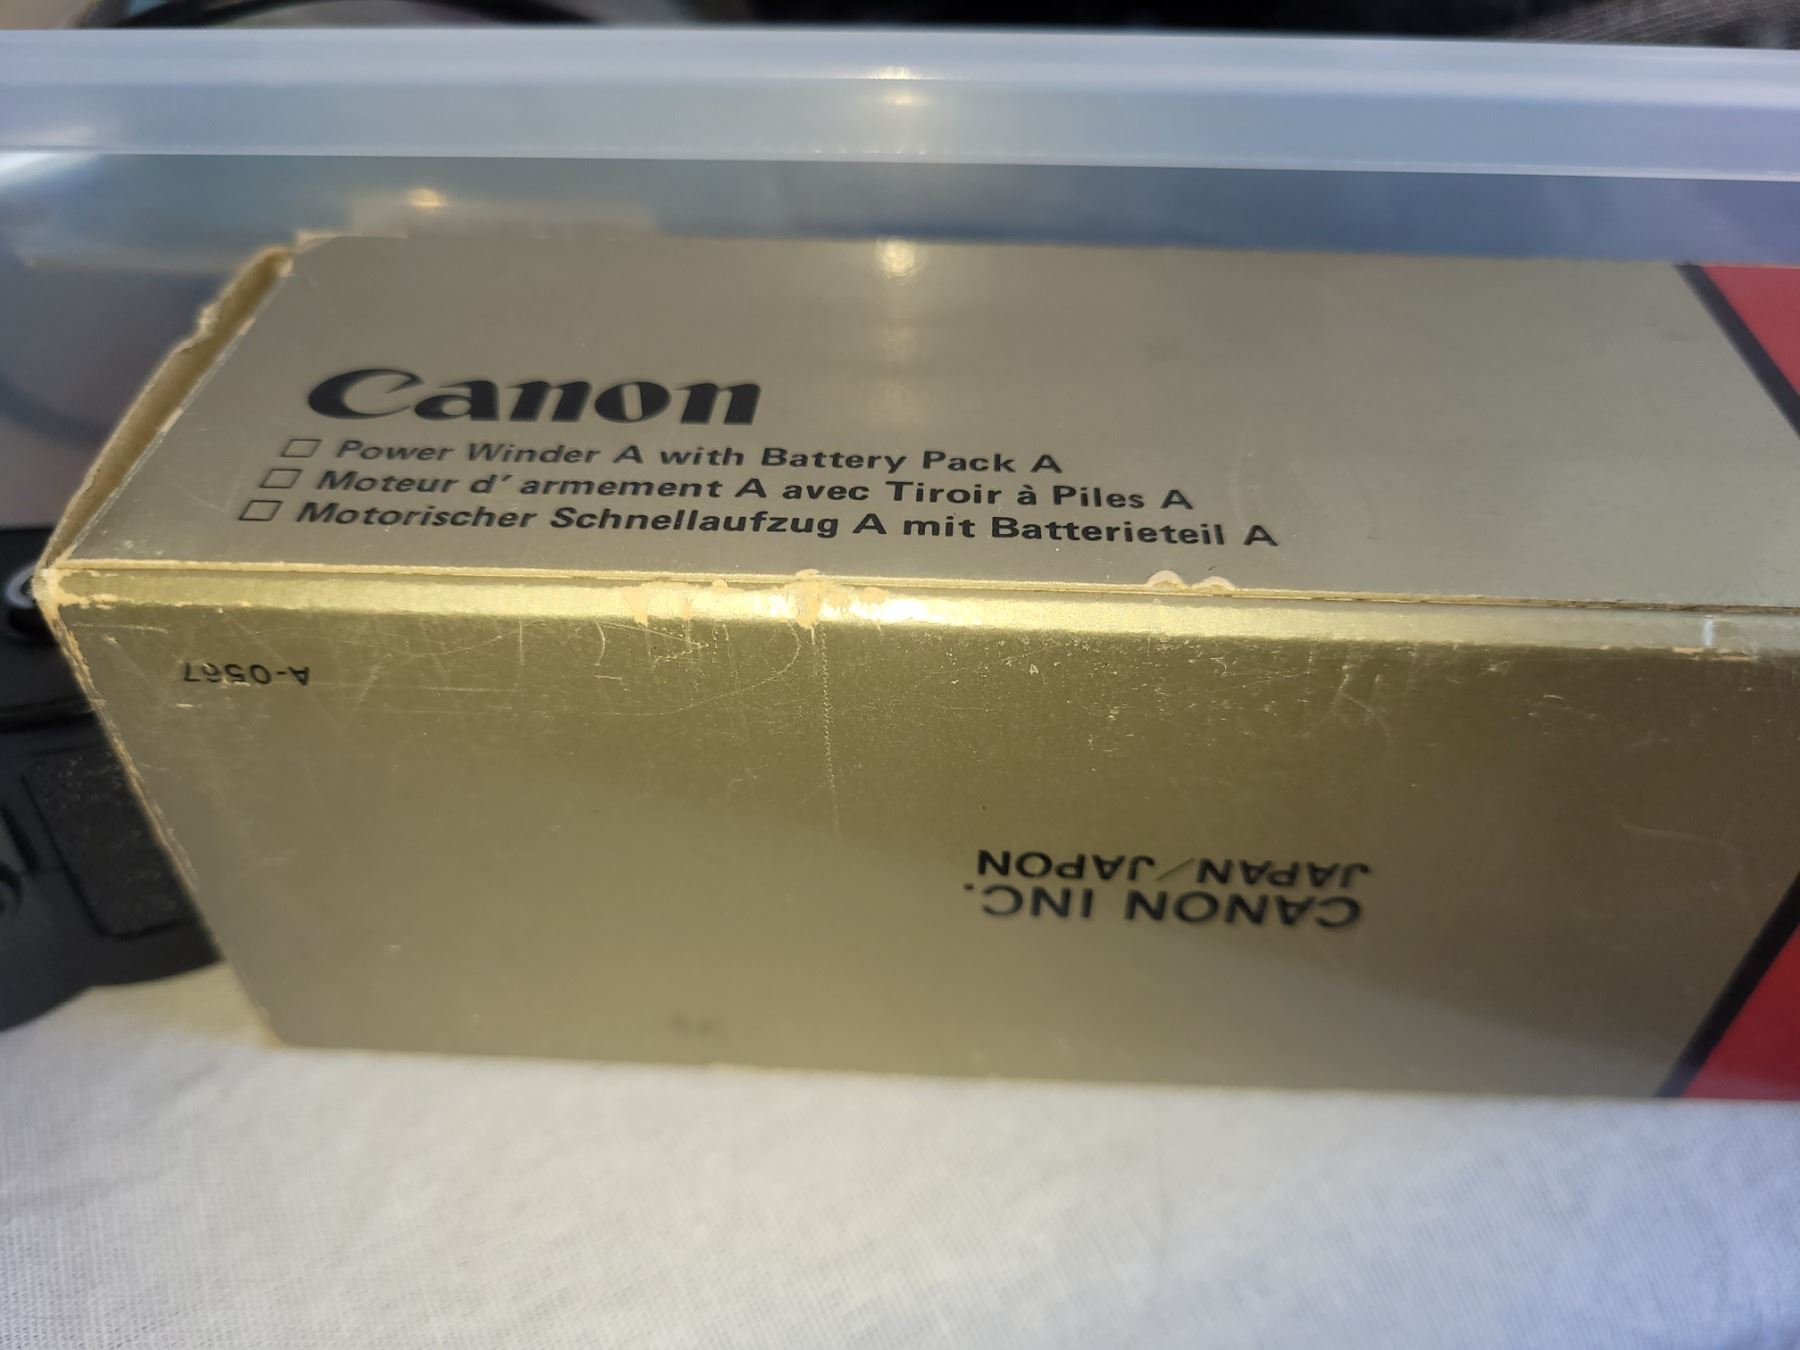 Canon
□ Power Winder A with Battery Pack A
□ Moteur d'armement A avec Tiroir à Piles A
□ Motorischer Schnellaufzug A mit Batterieteil A
A-0567
CANON INC.
JAPAN/JAPON